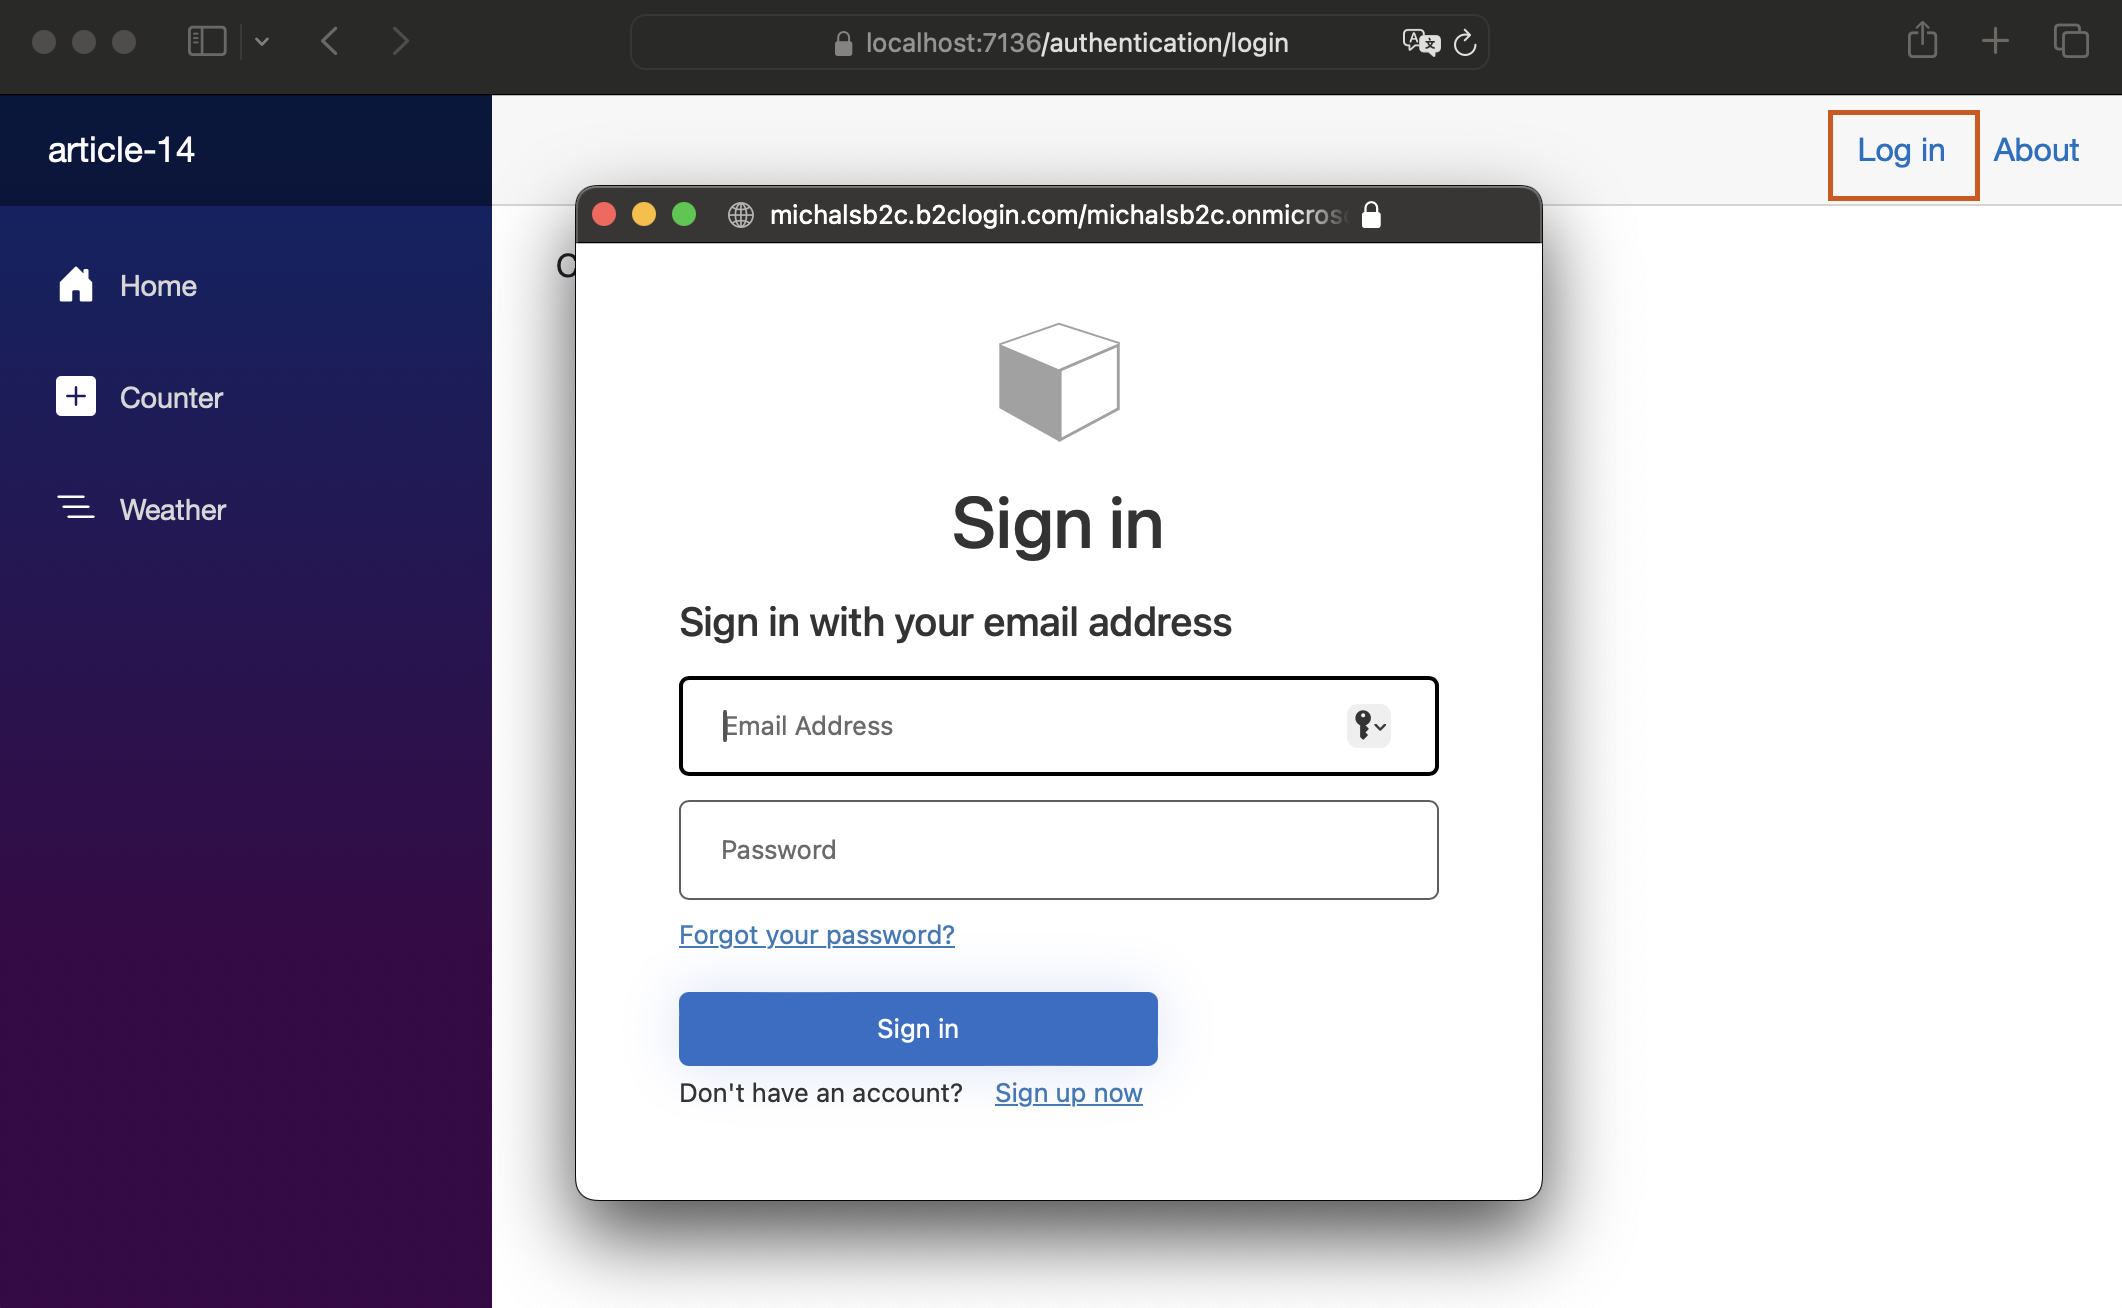 localhost:7136/authentication/login
article-14
Log in
About
michalsb2c.b2clogin.com/michalsb2c.onmicros
Home
Counter
Weather
Sign in
Sign in with your email address
Email Address
Password
Forgot your password?
Sign in
Don't have an account? Sign up now